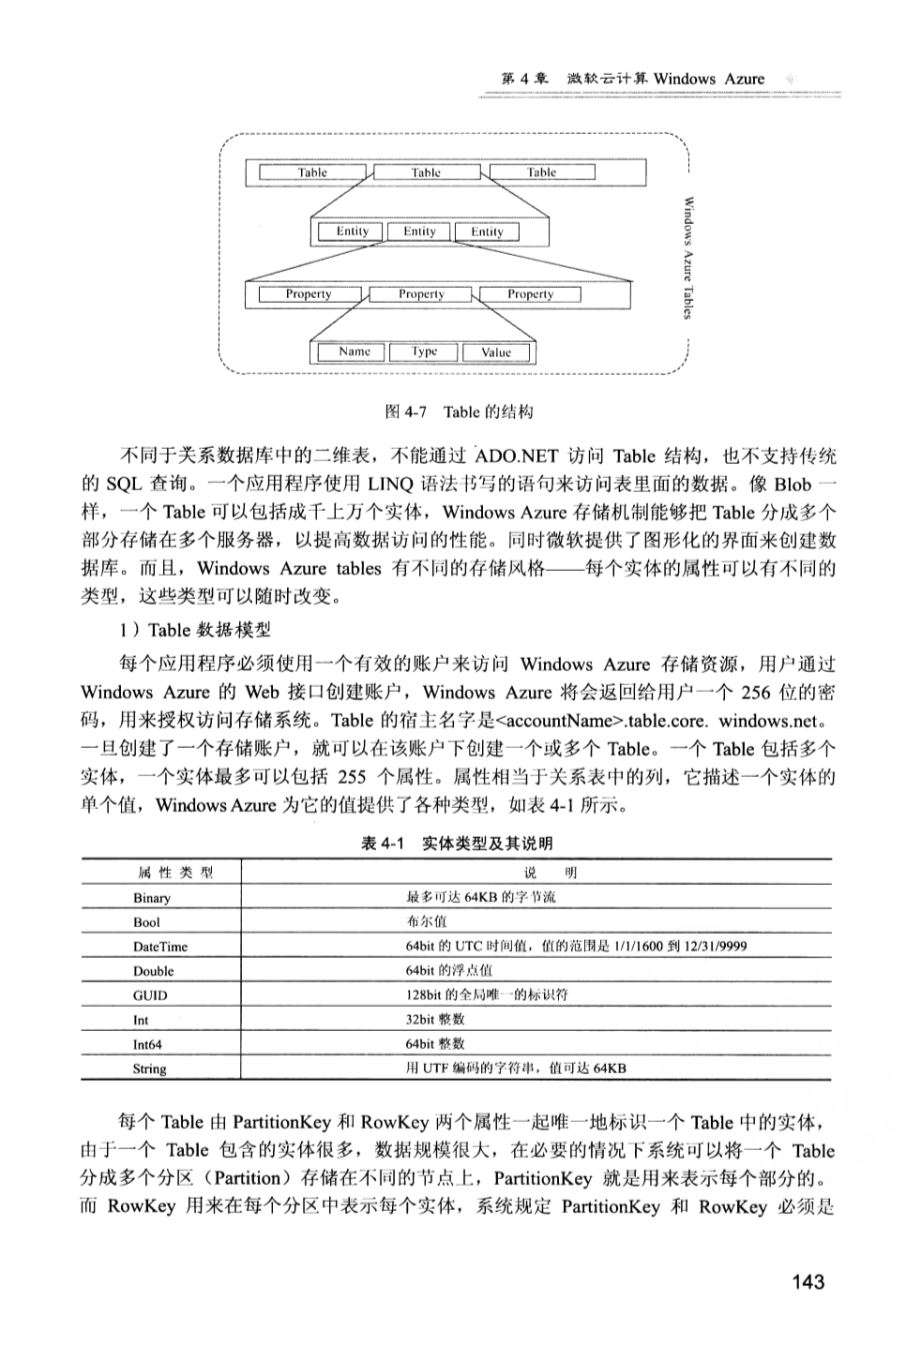 第 4 章 微软云计算 Windows Azure
Table Table Table
Entity Entity Entity
Property Property Property
Name Type Value
Windows Azure Tables
图 4-7 Table 的结构
不同于关系数据库中的二维表，不能通过 ADO.NET 访问 Table 结构，也不支持传统
的 SQL 查询。一个应用程序使用 LINQ 语法书写的语句来访问表里面的数据。像 Blob 一
样，一个 Table 可以包括成千上万个实体，Windows Azure 存储机制能够把 Table 分成多个
部分存储在多个服务器，以提高数据访问的性能。同时微软提供了图形化的界面来创建数
据库。而且，Windows Azure tables 有不同的存储风格——每个实体的属性可以有不同的
类型，这些类型可以随时改变。
1）Table 数据模型
每个应用程序必须使用一个有效的账户来访问 Windows Azure 存储资源，用户通过
Windows Azure 的 Web 接口创建账户，Windows Azure 将会返回给用户一个 256 位的密
码，用来授权访问存储系统。Table 的宿主名字是<accountName>.table.core. windows.net。
一旦创建了一个存储账户，就可以在该账户下创建一个或多个 Table。一个 Table 包括多个
实体，一个实体最多可以包括 255 个属性。属性相当于关系表中的列，它描述一个实体的
单个值，Windows Azure 为它的值提供了各种类型，如表 4-1 所示。
表 4-1 实体类型及其说明
属 性 类 型 说 明
Binary 最多可达 64KB 的字节流
Bool 布尔值
DateTime 64bit 的 UTC 时间值，值的范围是 1/1/1600 到 12/31/9999
Double 64bit 的浮点值
GUID 128bit 的全局唯一的标识符
Int 32bit 整数
Int64 64bit 整数
String 用 UTF 编码的字符串，值可达 64KB
每个 Table 由 PartitionKey 和 RowKey 两个属性一起唯一地标识一个 Table 中的实体，
由于一个 Table 包含的实体很多，数据规模很大，在必要的情况下系统可以将一个 Table
分成多个分区（Partition）存储在不同的节点上，PartitionKey 就是用来表示每个部分的。
而 RowKey 用来在每个分区中表示每个实体，系统规定 PartitionKey 和 RowKey 必须是
143